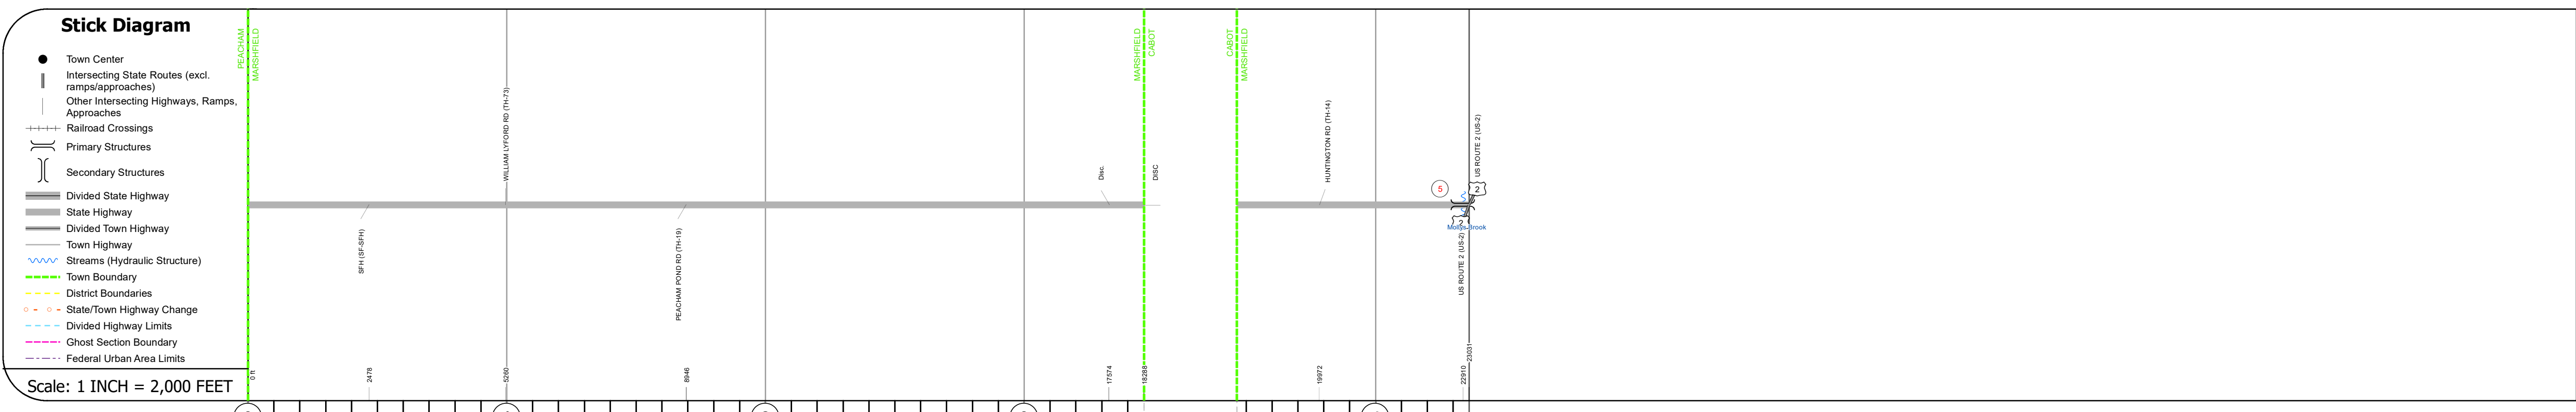 Stick Diagram
Town Center
Intersecting State Routes (excl.
ramps/approaches)
Other Intersecting Highways, Ramps,
Approaches
Railroad Crossings
Primary Structures
Secondary Structures
Divided State Highway
State Highway
Divided Town Highway
Town Highway
Streams (Hydraulic Structure)
Town Boundary
District Boundaries
State/Town Highway Change
Divided Highway Limits
Ghost Section Boundary
Federal Urban Area Limits
Scale: 1 INCH = 2,000 FEET
PEACHAM
MARSHFIELD
0 ft
SFH (SF-SFH)
2478
WILLIAM LYFORD RD (TH-73)
5260
PEACHAM POND RD (TH-19)
8946
Disc.
17574
MARSHFIELD
CABOT
DISC
18288
CABOT
MARSHFIELD
HUNTINGTON RD (TH-14)
19972
5
US ROUTE 2 (US-2)
2
2
Mollys Brook
US ROUTE 2 (US-2)
22910
23031